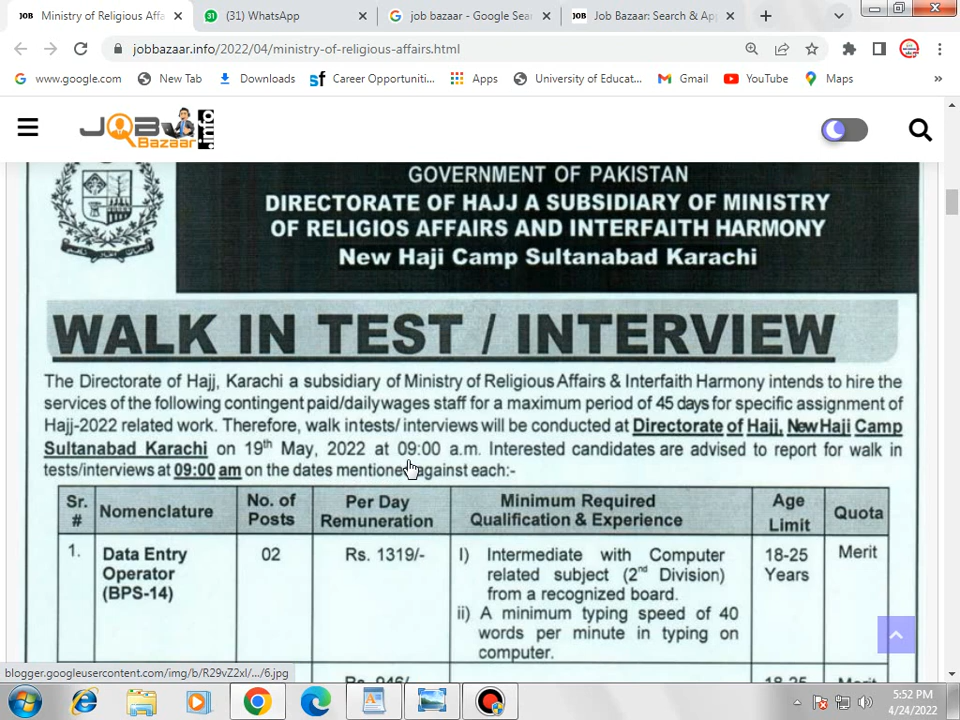 Ministry of Religious Affa
(31) WhatsApp
job bazaar - Google Sea
JOB Job Bazaar: Search & App
jobbazaar.info/2022/04/ministry-of-religious-affairs.html
www.google.com
New Tab
Downloads
Career Opportuniti...
Apps
University of Educat...
Gmail
YouTube
Maps
»
JOB Bazaar info
GOVERNMENT OF PAKISTAN
DIRECTORATE OF HAJJ A SUBSIDIARY OF MINISTRY
OF RELIGIOS AFFAIRS AND INTERFAITH HARMONY
New Haji Camp Sultanabad Karachi
WALK IN TEST / INTERVIEW
The Directorate of Hajj, Karachi a subsidiary of Ministry of Religious Affairs & Interfaith Harmony intends to hire the
services of the following contingent paid/daily wages staff for a maximum period of 45 days for specific assignment of
Hajj-2022 related work. Therefore, walk in tests/ interviews will be conducted at Directorate of Hajj, New Haji Camp
Sultanabad Karachi on 19th May, 2022 at 09:00 a.m. Interested candidates are advised to report for walk in
tests/interviews at 09:00 am on the dates mentioned against each:-
Sr. # Nomenclature No. of Posts Per Day Remuneration Minimum Required Qualification & Experience Age Limit Quota
1. Data Entry Operator (BPS-14) 02 Rs. 1319/- I) Intermediate with Computer related subject (2nd Division) from a recognized board. 18-25 Years Merit
ii) A minimum typing speed of 40 words per minute in typing on computer.
blogger.googleusercontent.com/img/b/R29vZ2xl/.../6.jpg
5:52 PM
4/24/2022